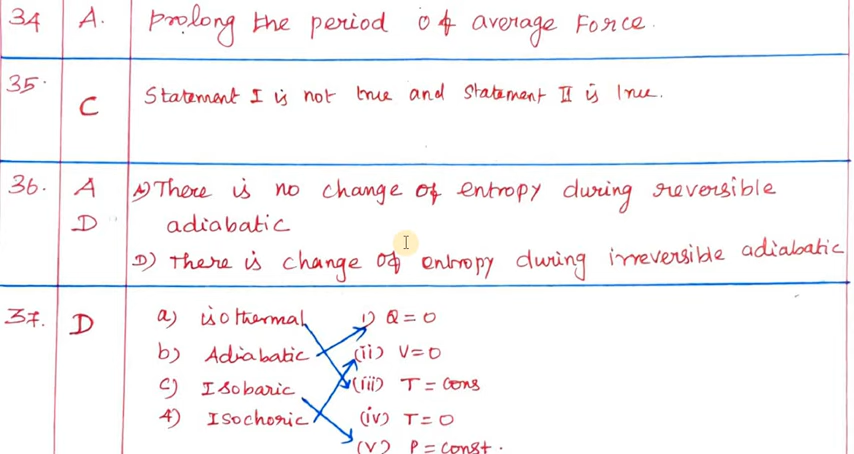 34 A. Prolong the period of average Force.
35. C Statement I is not true and statement II is true.
36. A A) There is no change of entropy during reversible
D adiabatic
D) There is change of entropy during irreversible adiabatic
37. D a) isothermal i) Q = 0
b) Adiabatic (ii) V = 0
c) Isobaric (iii) T = Cons
4) Isochoric (iv) T = 0
(V) P = const.